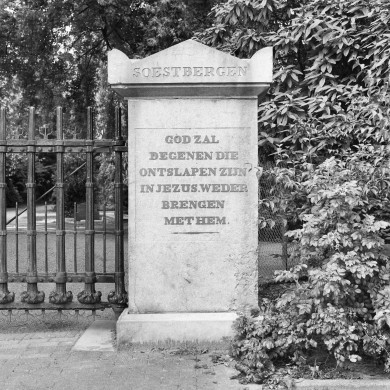 SOESTBERGEN
GOD ZAL
DEGENEN DIE
ONTSLAPEN ZIJN
IN JEZUS. WEDER
BRENGEN
MET HEM.